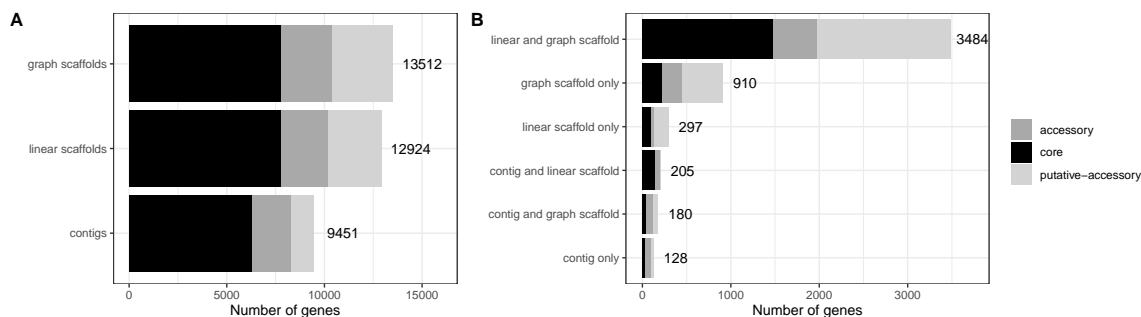 A
graph scaffolds
13512
linear scaffolds
12924
contigs
9451
0
5000
10000
15000
Number of genes
B
linear and graph scaffold
3484
graph scaffold only
910
linear scaffold only
297
contig and linear scaffold
205
contig and graph scaffold
180
contig only
128
0
1000
2000
3000
Number of genes
accessory
core
putative−accessory